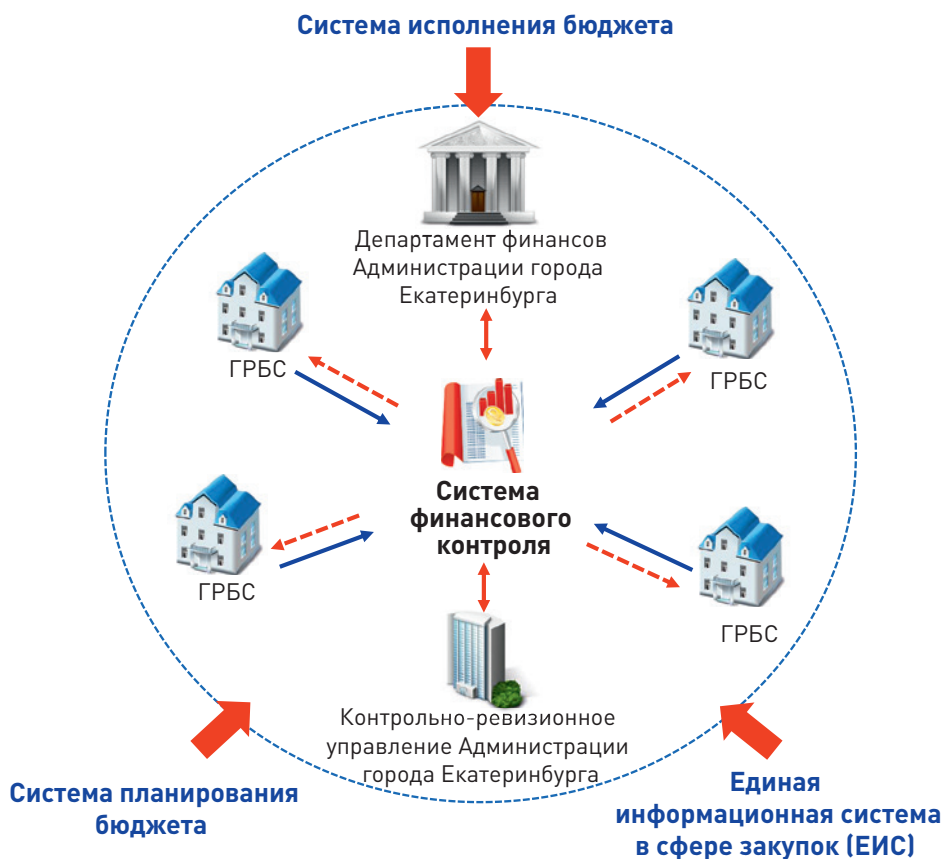 Система исполнения бюджета
Департамент финансов
Администрации города
Екатеринбурга
ГРБС
ГРБС
Система
финансового
контроля
ГРБС
ГРБС
Контрольно-ревизионное
управление Администрации
города Екатеринбурга
Система планирования
бюджета
Единая
информационная система
в сфере закупок (ЕИС)